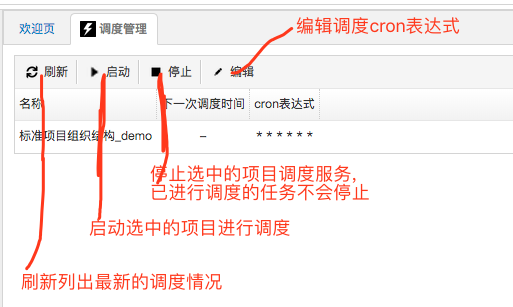 欢迎页 调度管理
编辑调度cron表达式
刷新 启动 停止 编辑
名称 下一次调度时间 cron表达式
标准项目组织结构_demo – * * * * * *
停止选中的项目调度服务,
已进行调度的任务不会停止
启动选中的项目进行调度
刷新列出最新的调度情况